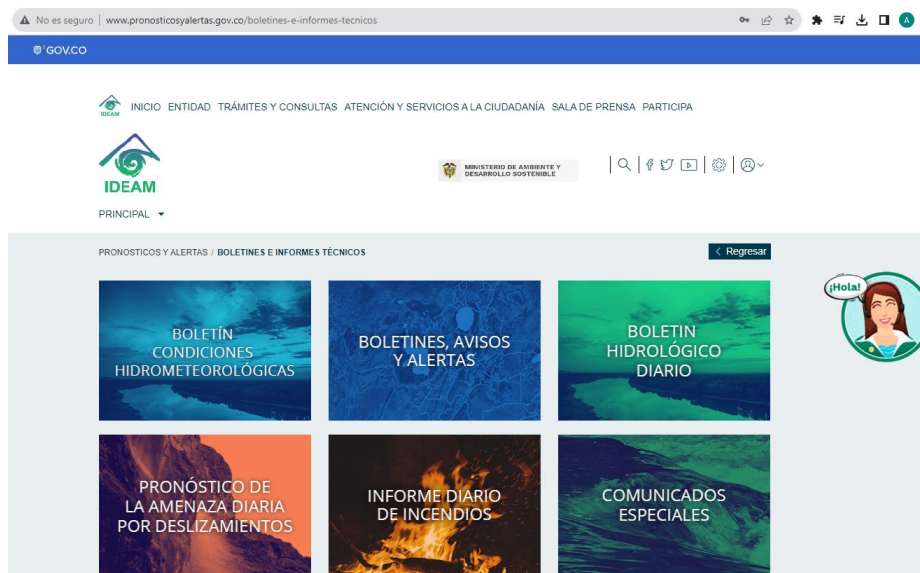 No es seguro | www.pronosticosyalertas.gov.co/boletines-e-informes-tecnicos
A
GOV.CO
IDEAM INICIO ENTIDAD TRÁMITES Y CONSULTAS ATENCIÓN Y SERVICIOS A LA CIUDADANÍA SALA DE PRENSA PARTICIPA
IDEAM
MINISTERIO DE AMBIENTE Y
DESARROLLO SOSTENIBLE
PRINCIPAL
PRONOSTICOS Y ALERTAS / BOLETINES E INFORMES TÉCNICOS
< Regresar
¡Hola!
BOLETÍN
CONDICIONES
HIDROMETEOROLÓGICAS
BOLETINES, AVISOS
Y ALERTAS
BOLETIN
HIDROLÓGICO
DIARIO
PRONÓSTICO DE
LA AMENAZA DIARIA
POR DESLIZAMIENTOS
INFORME DIARIO
DE INCENDIOS
COMUNICADOS
ESPECIALES